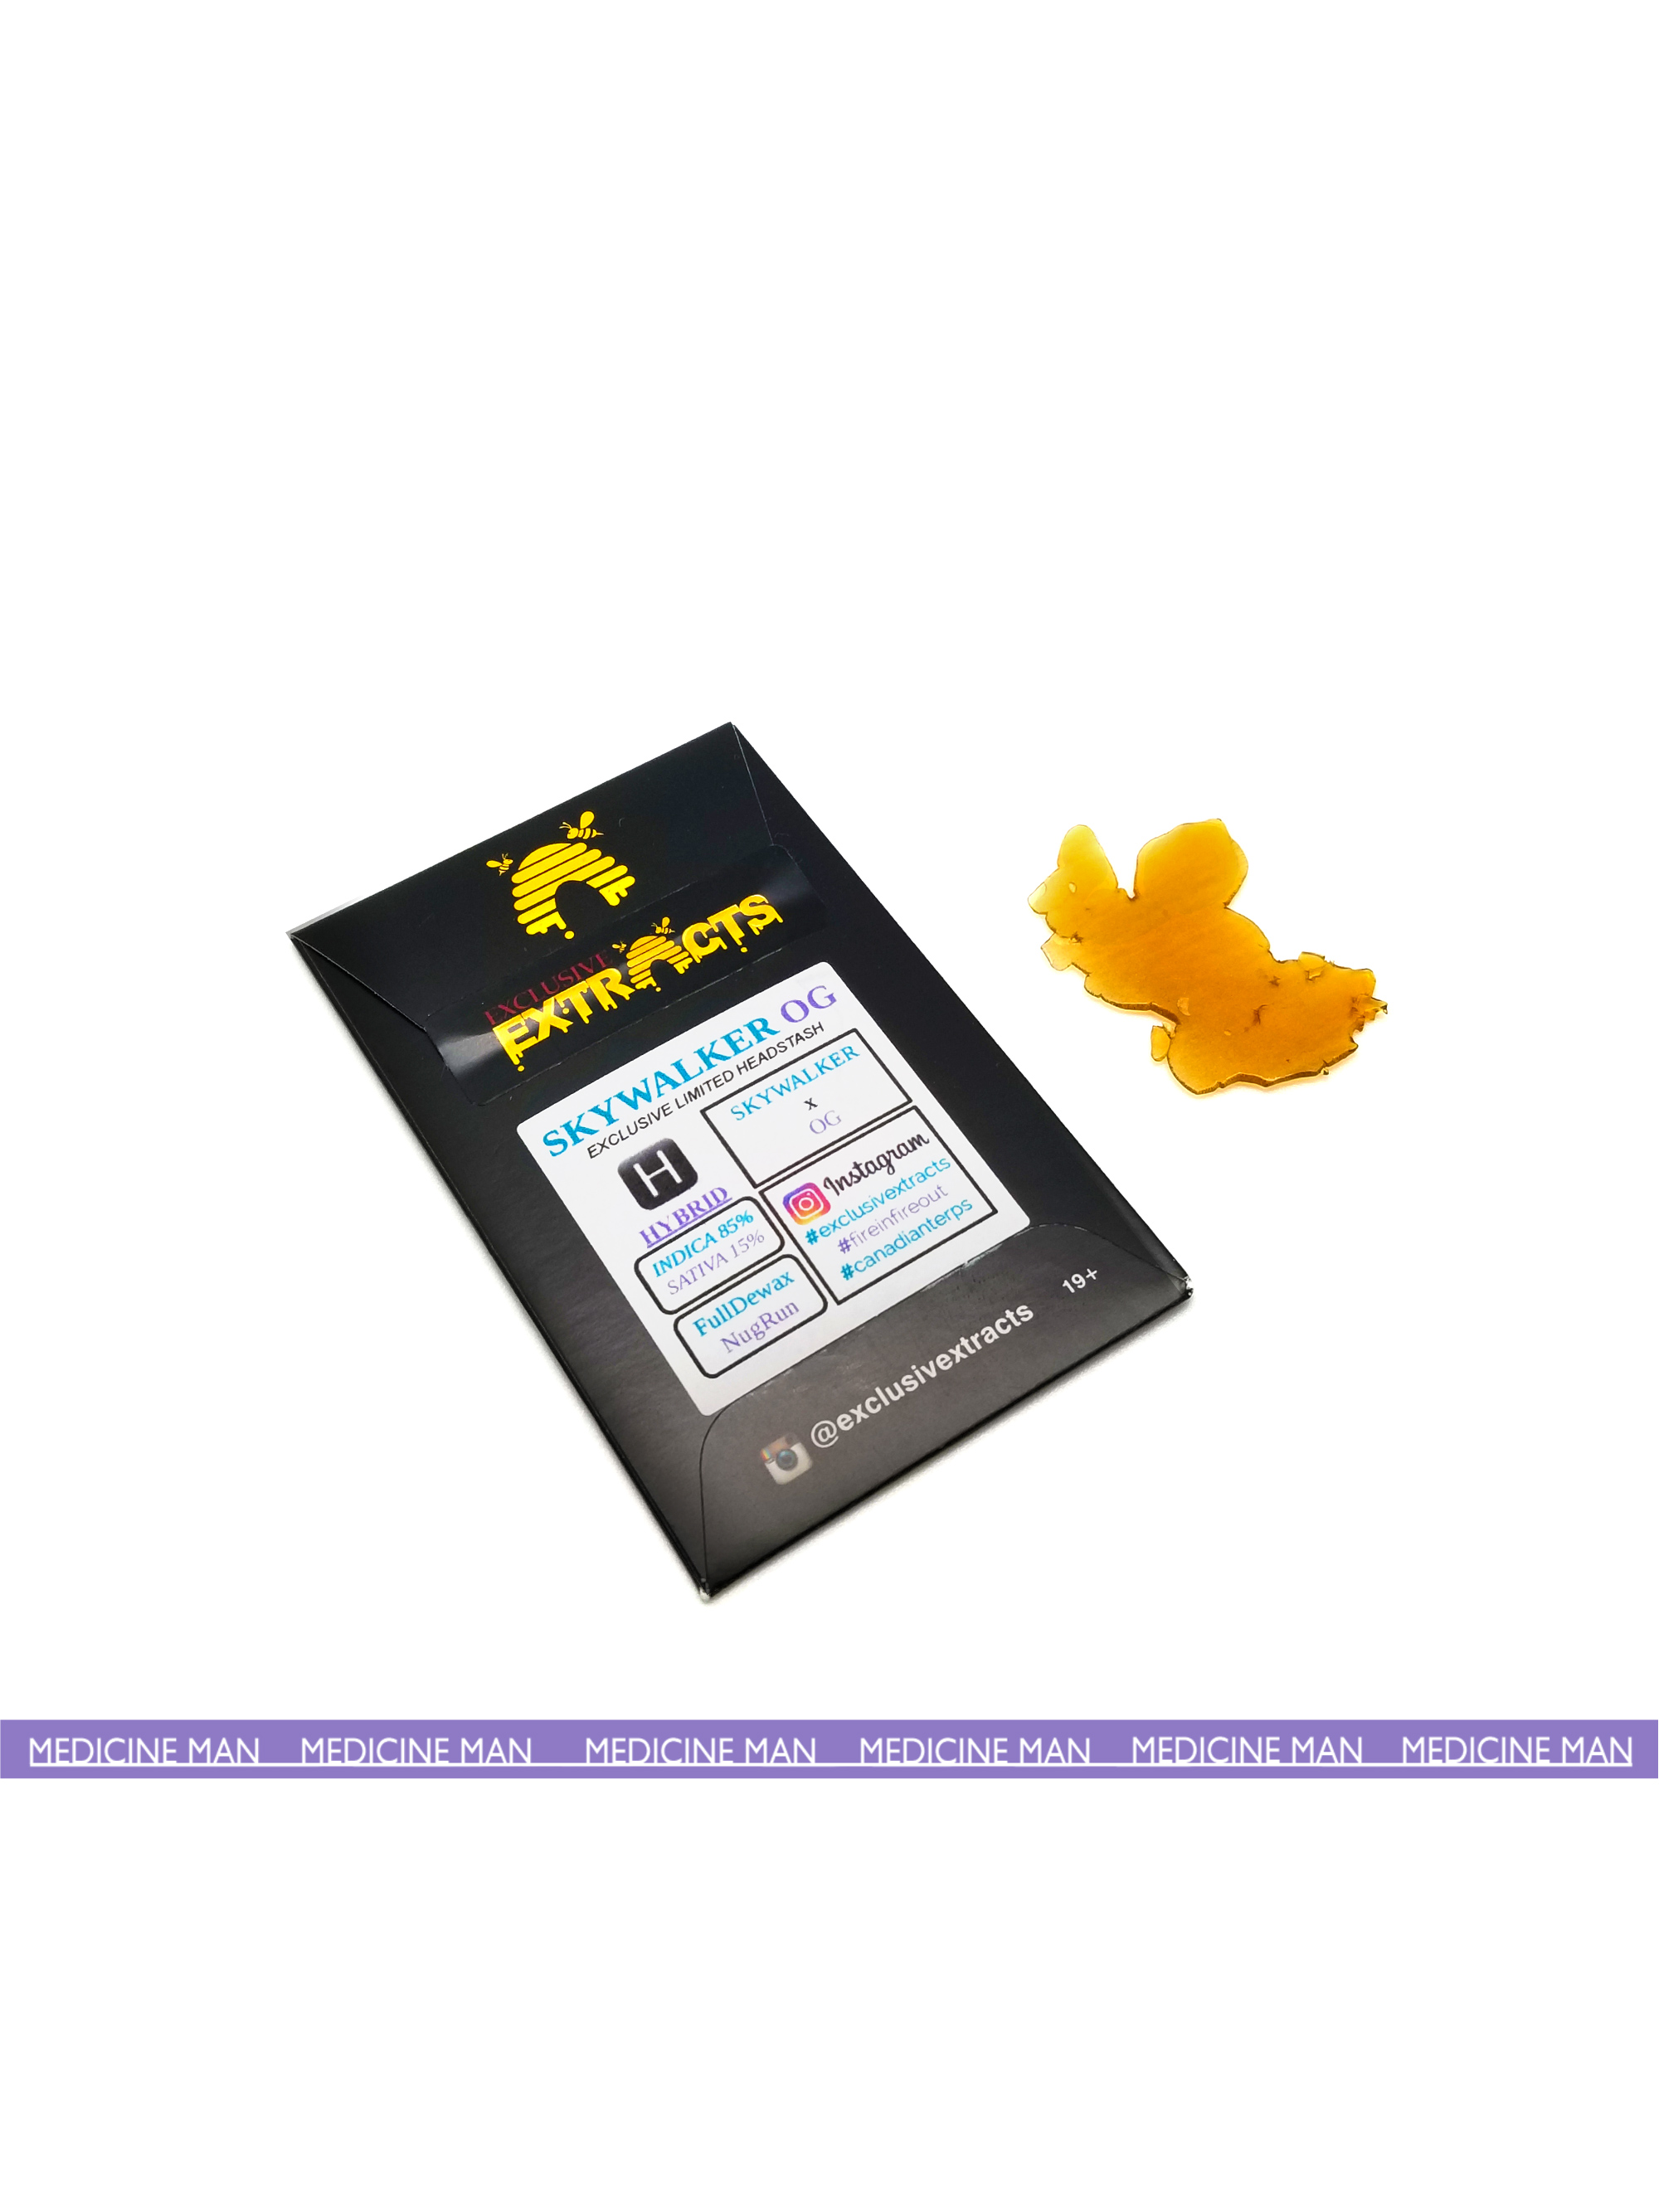 EXCLUSIVE
EXTRACTS
SKYWALKER OG
EXCLUSIVE LIMITED HEADSTASH
H
HYBRID
INDICA 85%
SATIVA 15%
FullDewax
NugRun
SKYWALKER
x
OG
Instagram
#exclusivextracts
#fireinfireout
#canadianterps
@exclusivextracts
19+
MEDICINE MAN MEDICINE MAN MEDICINE MAN MEDICINE MAN MEDICINE MAN MEDICINE MAN